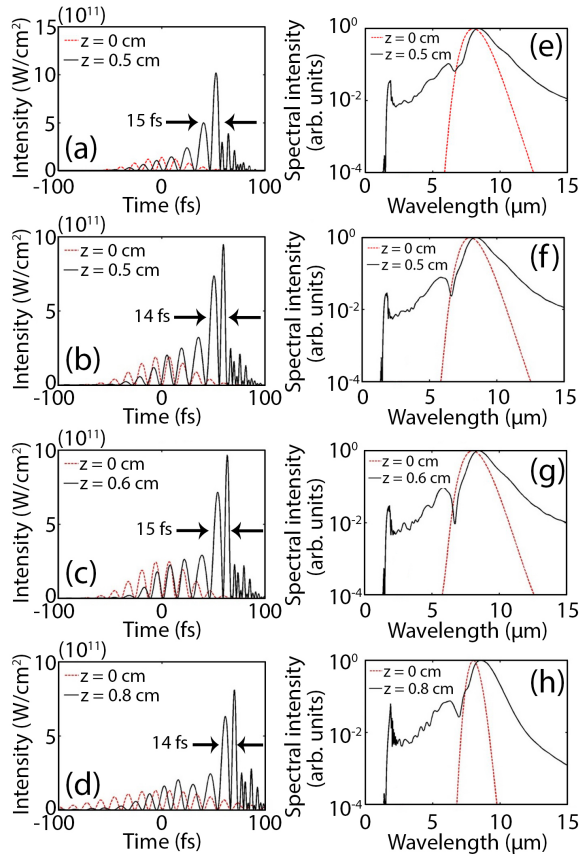 (10¹¹)
Intensity (W/cm²)
15
10
5
z = 0 cm
z = 0.5 cm
15 fs
(a)
-100 0 100
Time (fs)
Spectral intensity
(arb. units)
10⁰
10⁻²
10⁻⁴
z = 0 cm
z = 0.5 cm
(e)
0 5 10 15
Wavelength (μm)
(10¹¹)
Intensity (W/cm²)
10
5
0
z = 0 cm
z = 0.5 cm
14 fs
(b)
-100 0 100
Time (fs)
Spectral intensity
(arb. units)
10⁰
10⁻²
10⁻⁴
z = 0 cm
z = 0.5 cm
(f)
0 5 10 15
Wavelength (μm)
(10¹¹)
Intensity (W/cm²)
10
5
0
z = 0 cm
z = 0.6 cm
15 fs
(c)
-100 0 100
Time (fs)
Spectral intensity
(arb. units)
10⁰
10⁻²
10⁻⁴
z = 0 cm
z = 0.6 cm
(g)
0 5 10 15
Wavelength (μm)
(10¹¹)
Intensity (W/cm²)
10
5
0
z = 0 cm
z = 0.8 cm
14 fs
(d)
-100 0 100
Time (fs)
Spectral intensity
(arb. units)
10⁰
10⁻²
10⁻⁴
z = 0 cm
z = 0.8 cm
(h)
0 5 10 15
Wavelength (μm)